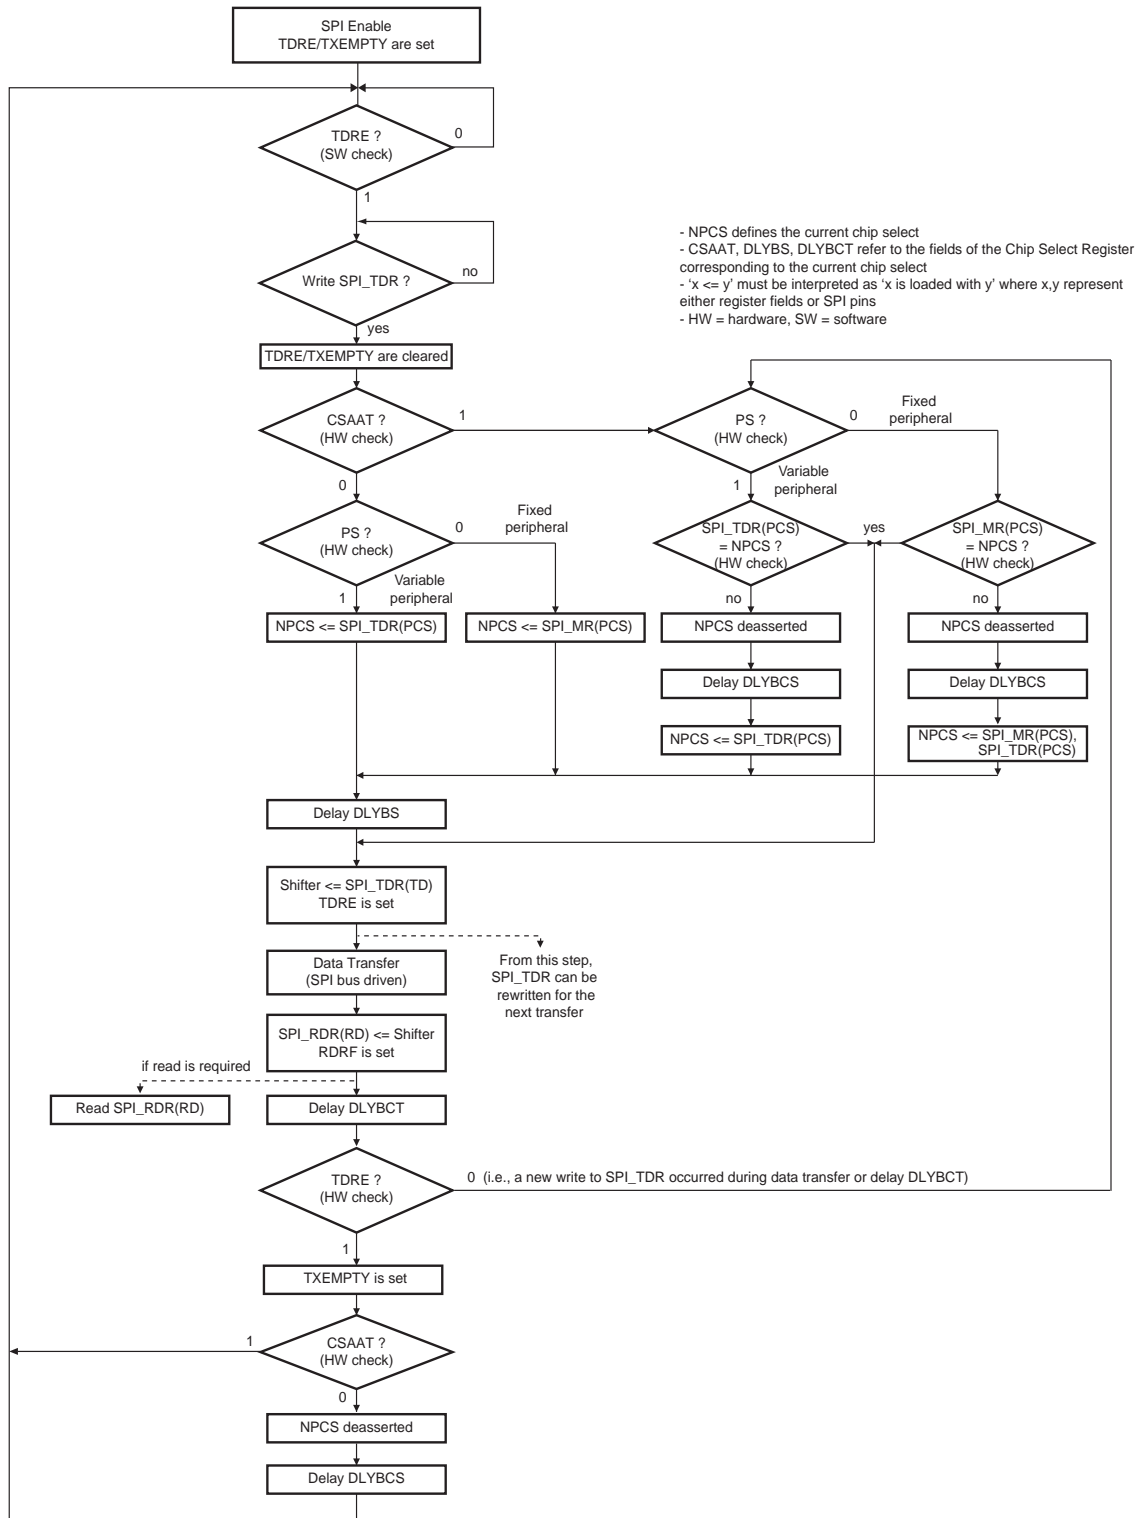 SPI Enable
TDRE/TXEMPTY are set
TDRE ?
(SW check)
0
1
Write SPI_TDR ?
no
yes
- NPCS defines the current chip select
- CSAAT, DLYBS, DLYBCT refer to the fields of the Chip Select Register
corresponding to the current chip select
- ‘x <= y’ must be interpreted as ‘x is loaded with y’ where x,y represent
either register fields or SPI pins
- HW = hardware, SW = software
TDRE/TXEMPTY are cleared
CSAAT ?
(HW check)
1
0
PS ?
(HW check)
0
Fixed
peripheral
1
Variable
peripheral
PS ?
(HW check)
0
Fixed
peripheral
1
Variable
peripheral
SPI_TDR(PCS)
= NPCS ?
(HW check)
yes
no
SPI_MR(PCS)
= NPCS ?
(HW check)
no
NPCS <= SPI_TDR(PCS)
NPCS <= SPI_MR(PCS)
NPCS deasserted
NPCS deasserted
Delay DLYBCS
Delay DLYBCS
NPCS <= SPI_TDR(PCS)
NPCS <= SPI_MR(PCS),
SPI_TDR(PCS)
Delay DLYBS
Shifter <= SPI_TDR(TD)
TDRE is set
Data Transfer
(SPI bus driven)
From this step,
SPI_TDR can be
rewritten for the
next transfer
SPI_RDR(RD) <= Shifter
RDRF is set
if read is required
Read SPI_RDR(RD)
Delay DLYBCT
TDRE ?
(HW check)
0 (i.e., a new write to SPI_TDR occurred during data transfer or delay DLYBCT)
1
TXEMPTY is set
CSAAT ?
(HW check)
1
0
NPCS deasserted
Delay DLYBCS